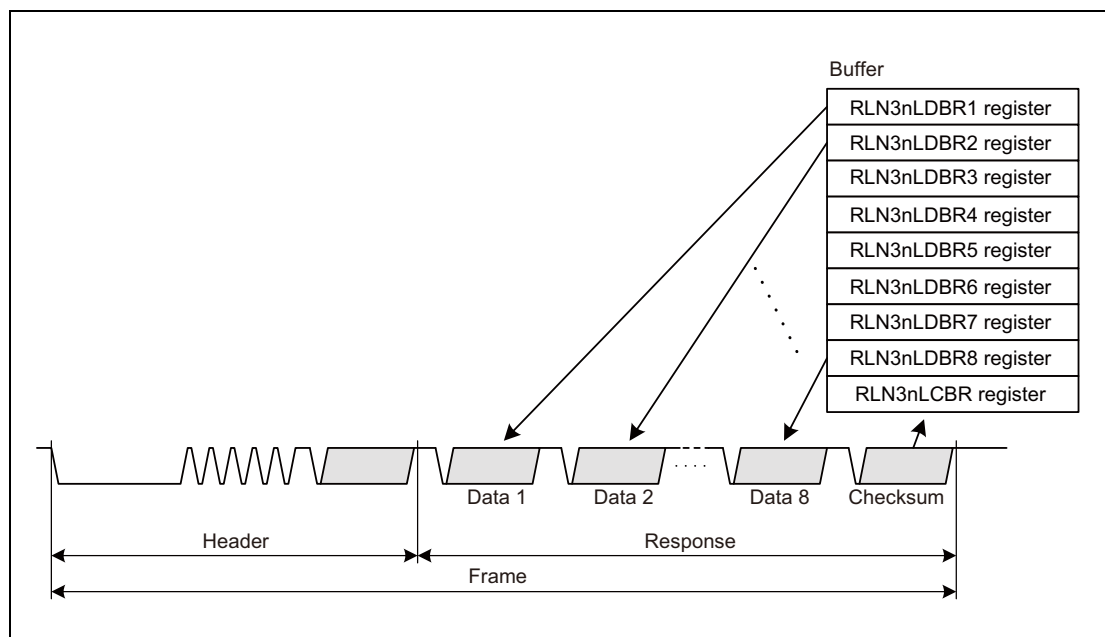 Buffer
RLN3nLDBR1 register
RLN3nLDBR2 register
RLN3nLDBR3 register
RLN3nLDBR4 register
RLN3nLDBR5 register
RLN3nLDBR6 register
RLN3nLDBR7 register
RLN3nLDBR8 register
RLN3nLCBR register
Data 1
Data 2
Data 8
Checksum
Header
Response
Frame